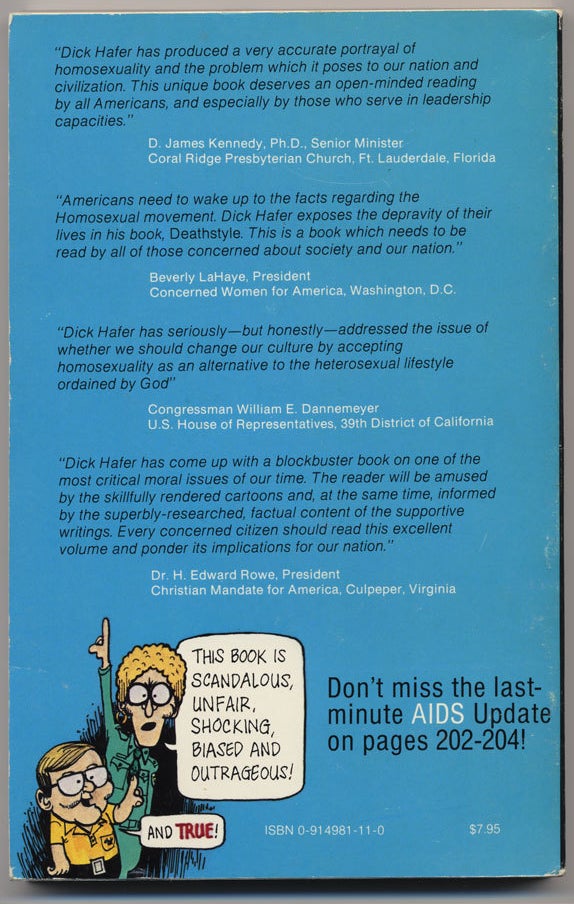 "Dick Hafer has produced a very accurate portrayal of
homosexuality and the problem which it poses to our nation and
civilization. This unique book deserves an open-minded reading
by all Americans, and especially by those who serve in leadership
capacities."
D. James Kennedy, Ph.D., Senior Minister
Coral Ridge Presbyterian Church, Ft. Lauderdale, Florida
"Americans need to wake up to the facts regarding the
Homosexual movement. Dick Hafer exposes the depravity of their
lives in his book, Deathstyle. This is a book which needs to be
read by all of those concerned about society and our nation."
Beverly LaHaye, President
Concerned Women for America, Washington, D.C.
"Dick Hafer has seriously—but honestly—addressed the issue of
whether we should change our culture by accepting
homosexuality as an alternative to the heterosexual lifestyle
ordained by God"
Congressman William E. Dannemeyer
U.S. House of Representatives, 39th District of California
"Dick Hafer has come up with a blockbuster book on one of the
most critical moral issues of our time. The reader will be amused
by the skillfully rendered cartoons and, at the same time, informed
by the superbly-researched, factual content of the supportive
writings. Every concerned citizen should read this excellent
volume and ponder its implications for our nation."
Dr. H. Edward Rowe, President
Christian Mandate for America, Culpeper, Virginia
THIS BOOK IS
SCANDALOUS,
UNFAIR,
SHOCKING,
BIASED AND
OUTRAGEOUS!
AND TRUE!
Don't miss the last-
minute AIDS Update
on pages 202-204!
ISBN 0-914981-11-0
$7.95